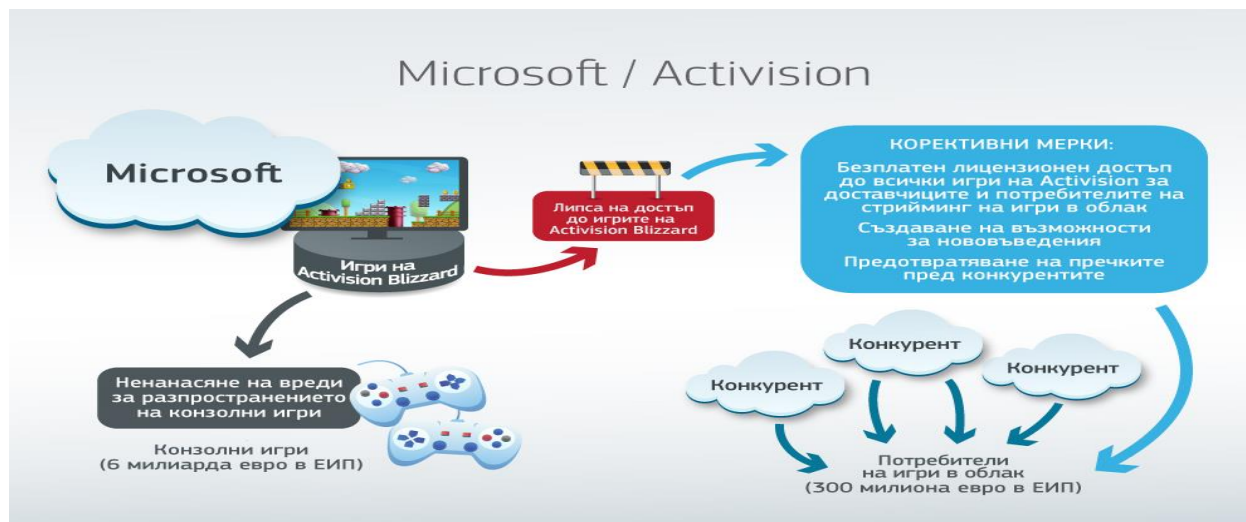 Microsoft / Activision
Microsoft
Игри на
Activision Blizzard
Липса на достъп
до игрите на
Activision Blizzard
КОРЕКТИВНИ МЕРКИ:
Безплатен лицензионен достъп
до всички игри на Activision за
доставчиците и потребителите на
стрийминг на игри в облак
Създаване на възможности
за нововъведения
Предотвратяване на пречките
пред конкурентите
Ненанасяне на вреди
за разпространението
на конзолни игри
Конзолни игри
(6 милиарда евро в ЕИП)
Конкурент
Конкурент
Конкурент
Потребители
на игри в облак
(300 милиона евро в ЕИП)